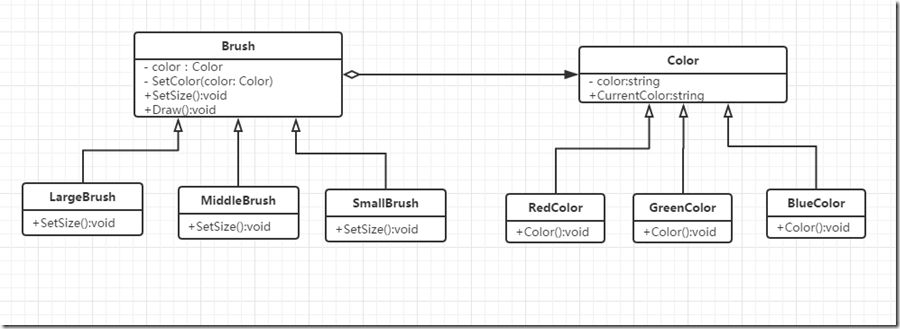 Brush
- color : Color
- SetColor(color: Color)
+SetSize():void
+Draw():void
Color
- color:string
+CurrentColor:string
LargeBrush
+SetSize():void
MiddleBrush
+SetSize():void
SmallBrush
+SetSize():void
RedColor
+Color():void
GreenColor
+Color():void
BlueColor
+Color():void